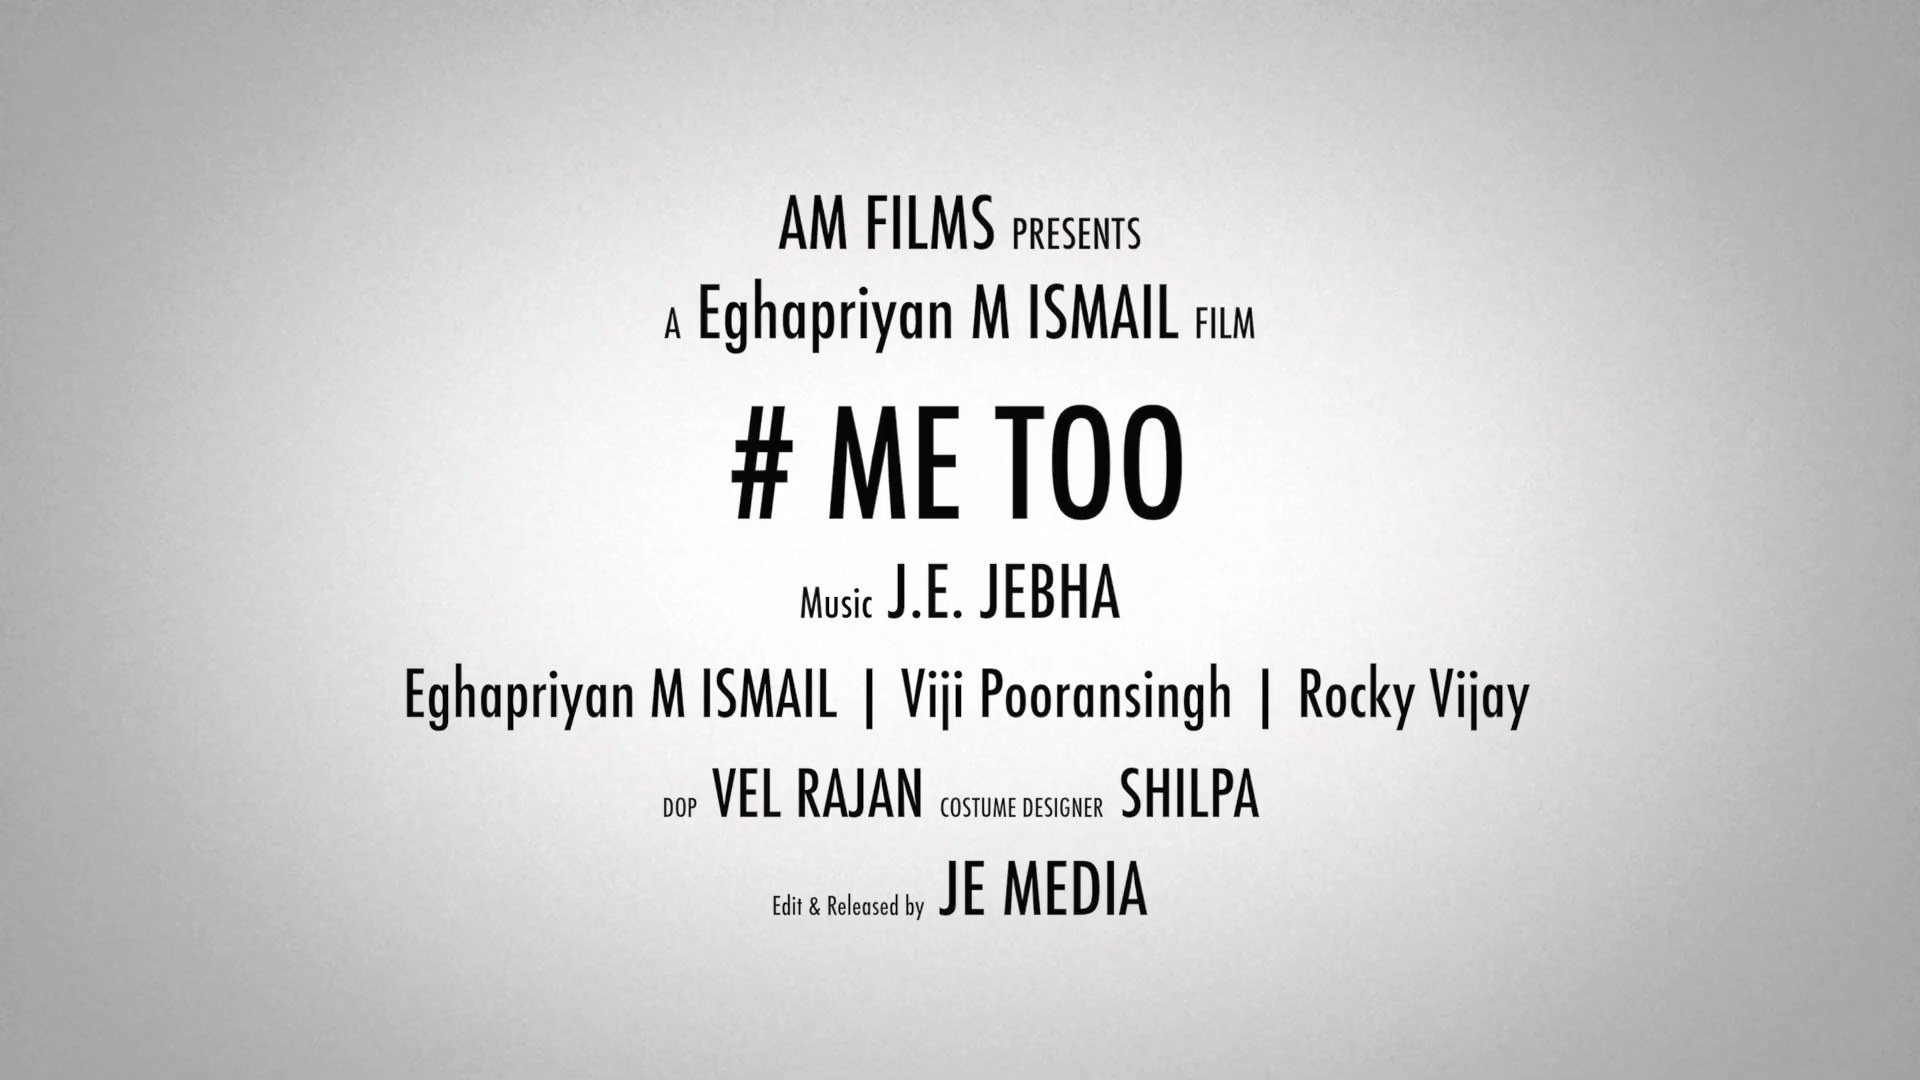 AM FILMS PRESENTS
A Eghapriyan M ISMAIL FILM
# ME TOO
Music J.E. JEBHA
Eghapriyan M ISMAIL | Viji Pooransingh | Rocky Vijay
DOP VEL RAJAN COSTUME DESIGNER SHILPA
Edit & Released by JE MEDIA